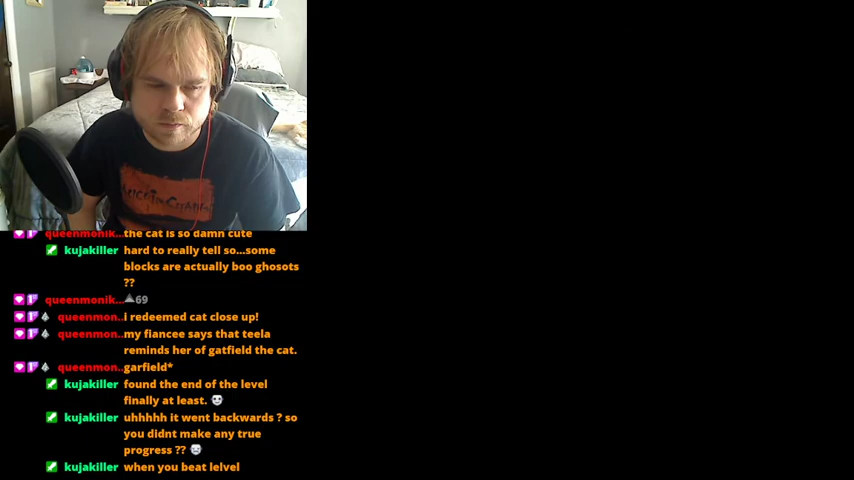 ALICE IN CHAINS
queenmonik... the cat is so damn cute
kujakiller hard to really tell so...some
blocks are actually boo ghosots
??
queenmonik... 69
queenmon... i redeemed cat close up!
queenmon... my fiancee says that teela
reminds her of gatfield the cat.
queenmon... garfield*
kujakiller found the end of the level
finally at least.
kujakiller uhhhhh it went backwards ? so
you didnt make any true
progress ??
kujakiller when you beat lelvel